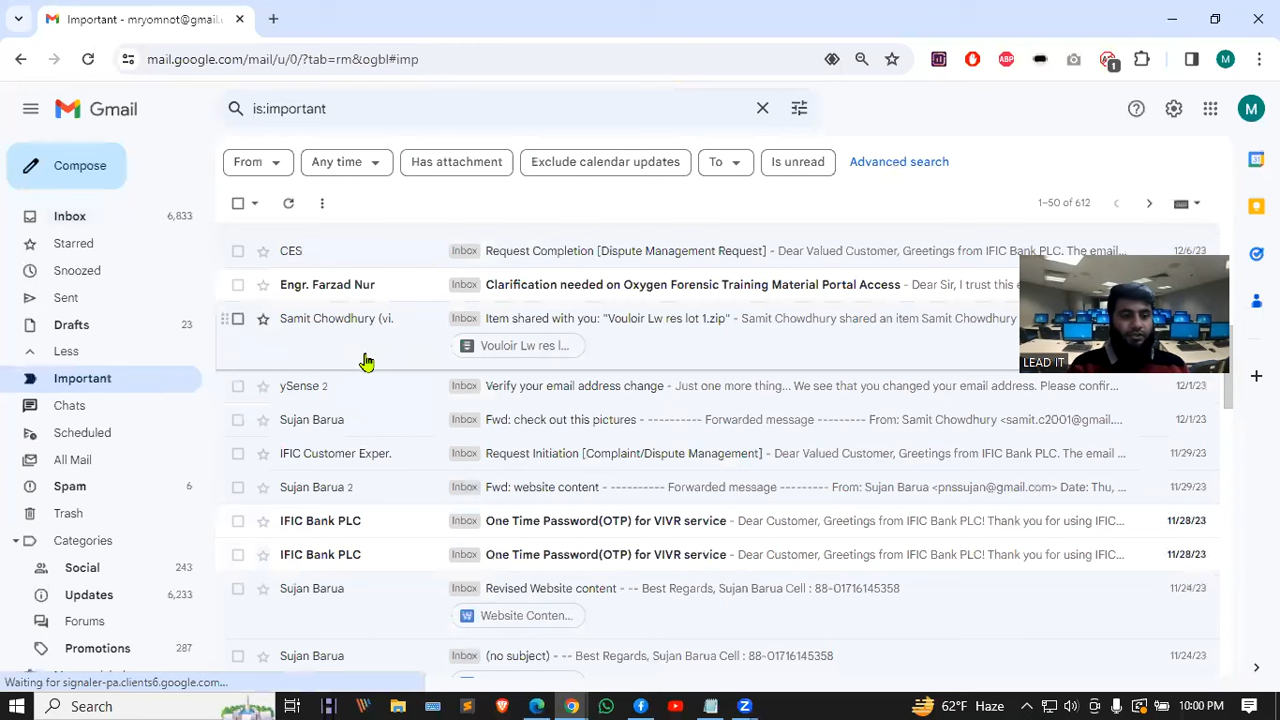 Important - mryomnot@gmail.
mail.google.com/mail/u/0/?tab=rm&ogbl#imp
1
M
Gmail
is:important
M
Compose
From
Any time
Has attachment
Exclude calendar updates
To
Is unread
Advanced search
1–50 of 612
Inbox 6,833
Starred
Snoozed
Sent
Drafts 23
Less
Important
Chats
Scheduled
All Mail
Spam 6
Trash
Categories
Social 243
Updates 6,233
Forums
Promotions 287
CES Inbox Request Completion [Dispute Management Request] - Dear Valued Customer, Greetings from IFIC Bank PLC. The email... 12/6/23
Engr. Farzad Nur Clarification needed on Oxygen Forensic Training Material Portal Access - Dear Sir, I trust this
Samit Chowdhury (vi. Inbox Item shared with you: "Vouloir Lw res lot 1.zip" - Samit Chowdhury shared an item Samit Chowdhury
Vouloir Lw res l...
ySense 2 Inbox Verify your email address change - Just one more thing... We see that you changed your email address. Please confir... 12/1/23
Sujan Barua Inbox Fwd: check out this pictures - ---------- Forwarded message --------- From: Samit Chowdhury <samit.c2001@gmail.... 12/1/23
IFIC Customer Exper. Inbox Request Initiation [Complaint/Dispute Management] - Dear Valued Customer, Greetings from IFIC Bank PLC. The email ... 11/29/23
Sujan Barua 2 Inbox Fwd: website content - ---------- Forwarded message --------- From: Sujan Barua <pnssujan@gmail.com> Date: Thu, ... 11/29/23
IFIC Bank PLC Inbox One Time Password(OTP) for VIVR service - Dear Customer, Greetings from IFIC Bank PLC! Thank you for using IFIC... 11/28/23
IFIC Bank PLC Inbox One Time Password(OTP) for VIVR service - Dear Customer, Greetings from IFIC Bank PLC! Thank you for using IFIC... 11/28/23
Sujan Barua Inbox Revised Website content - -- Best Regards, Sujan Barua Cell : 88-01716145358 11/24/23
Website Conten...
Sujan Barua Inbox (no subject) - -- Best Regards, Sujan Barua Cell : 88-01716145358 11/24/23
LEAD IT
Waiting for signaler-pa.clients6.google.com...
Search
62°F Haze
10:00 PM